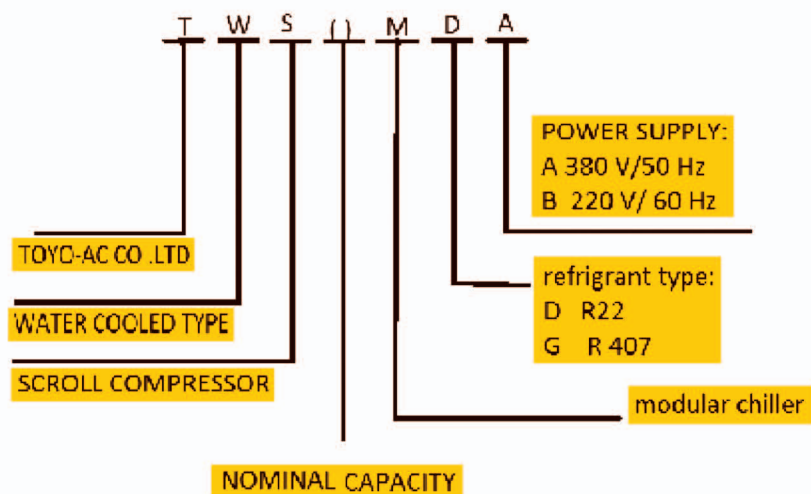 T W S () M D A
POWER SUPPLY:
A 380 V/50 Hz
B 220 V/ 60 Hz
TOYO-AC CO .LTD
refrigrant type:
D R22
G R 407
WATER COOLED TYPE
SCROLL COMPRESSOR
modular chiller
NOMINAL CAPACITY